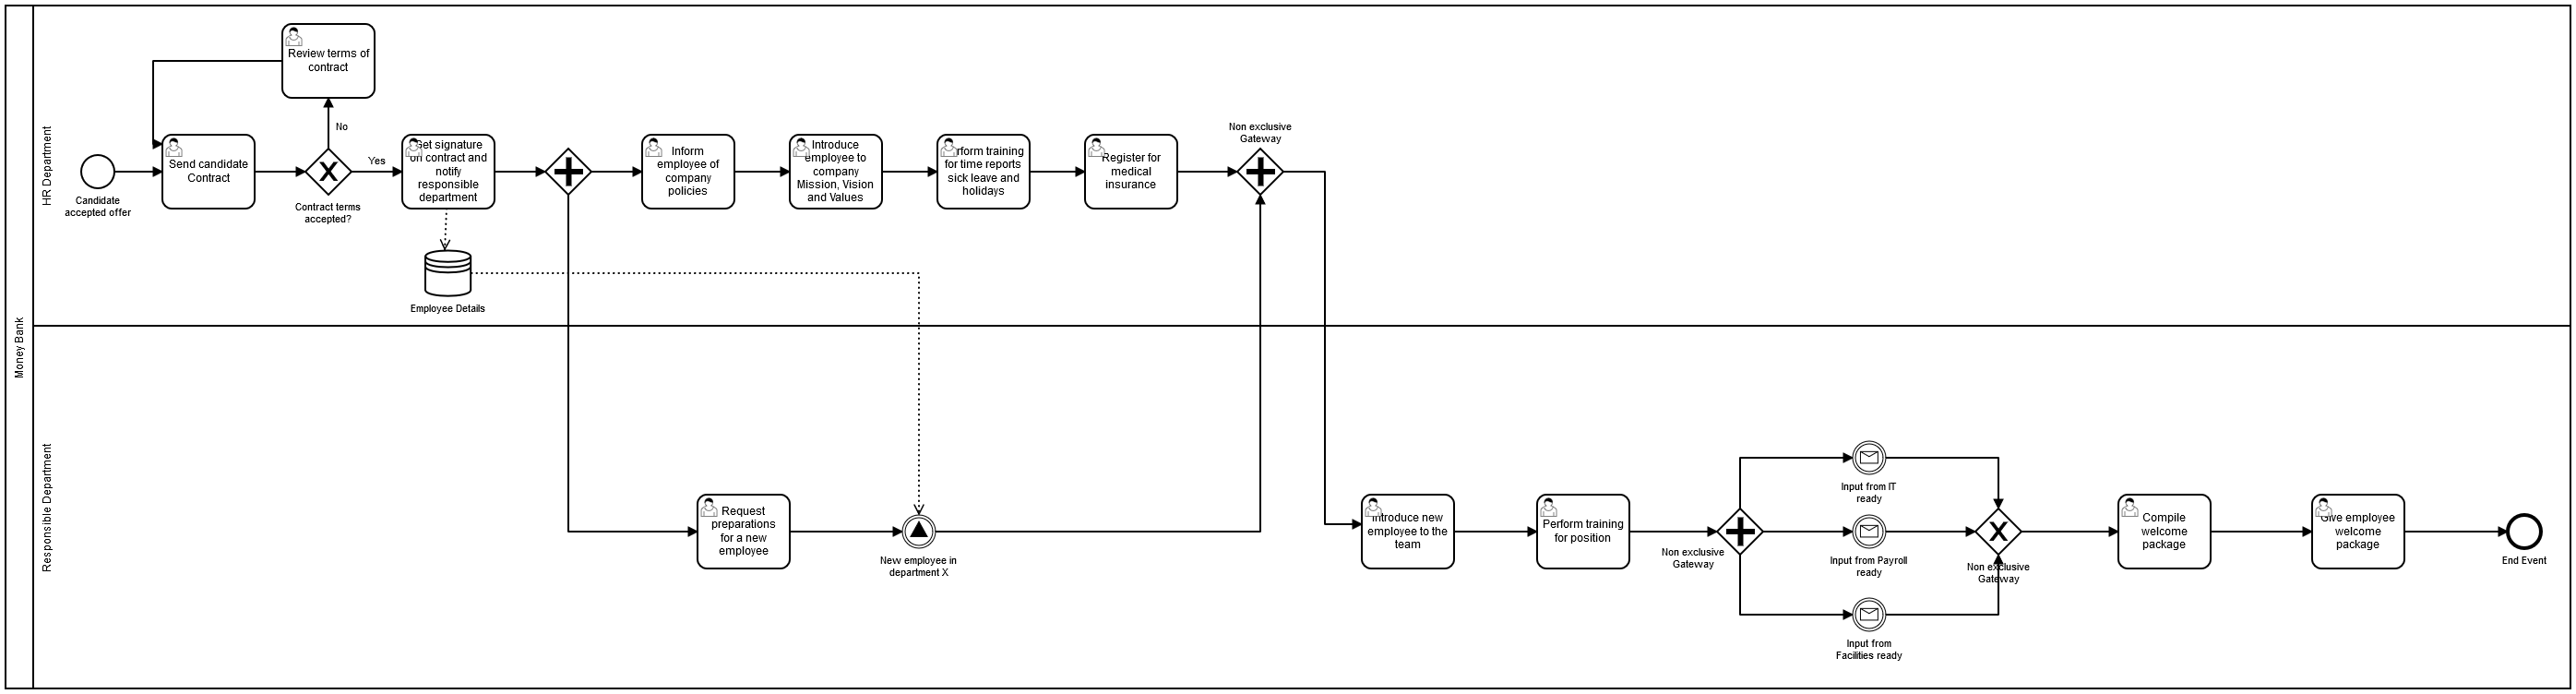 Money Bank
HR Department
Review terms of
contract
No
Send candidate
Contract
Candidate
accepted offer
Contract terms
accepted?
Yes
Get signature
on contract and
notify
responsible
department
Employee Details
Inform
employee of
company
policies
Introduce
employee to
company
Mission, Vision
and Values
Perform training
for time reports
sick leave and
holidays
Register for
medical
insurance
Non exclusive
Gateway
Responsible Department
Request
preparations
for a new
employee
New employee in
department X
Introduce new
employee to the
team
Perform training
for position
Non exclusive
Gateway
Input from IT
ready
Input from Payroll
ready
Input from
Facilities ready
Non exclusive
Gateway
Compile
welcome
package
Give employee
welcome
package
End Event